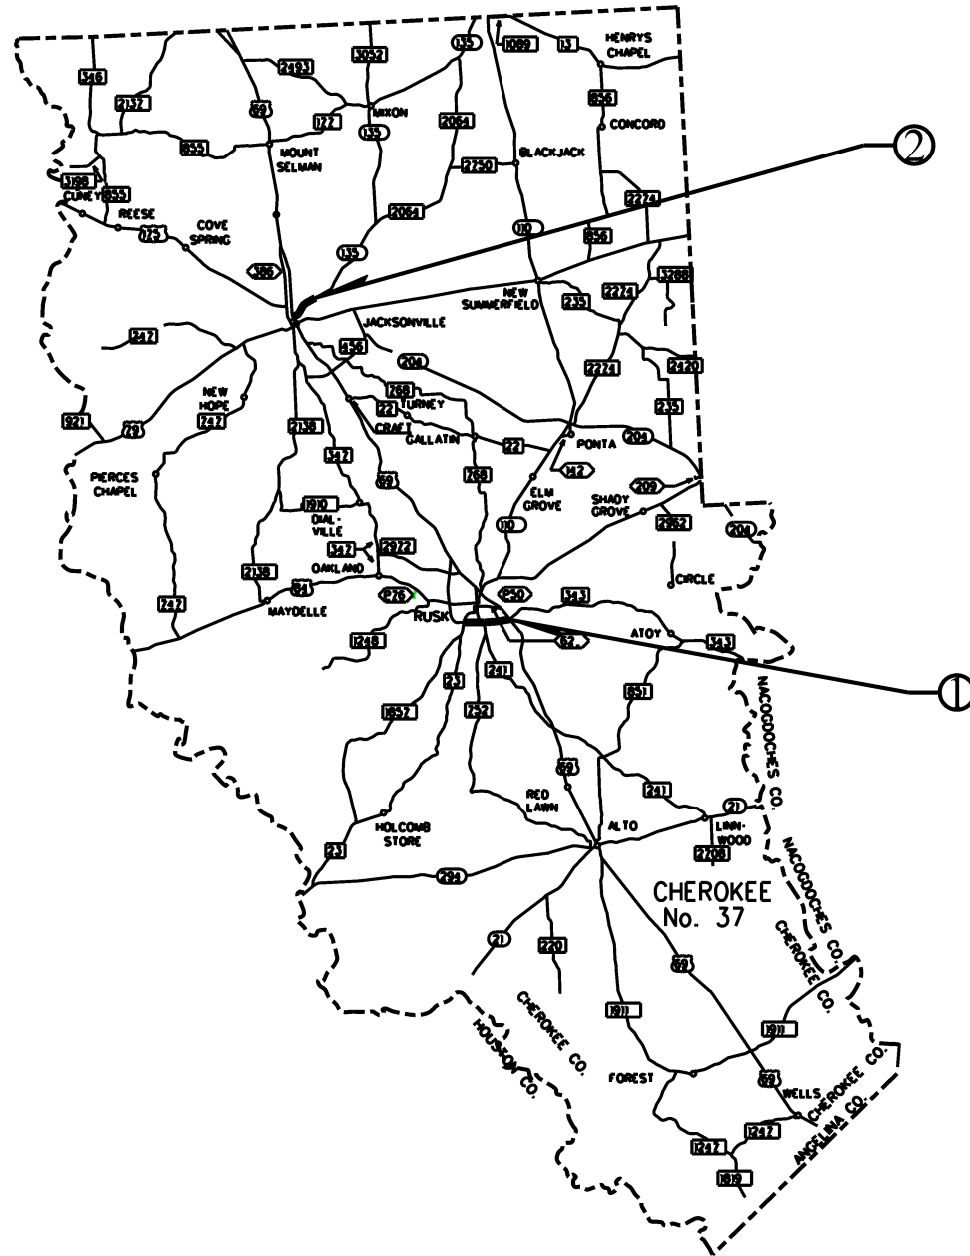 HENRYS
CHAPEL
1089
13
135
346
3052
2493
2137
69
856
MIXON
177
135
2064
CONCORD
855
MOUNT
SELMAN
BLACKJACK
2
2750
3198
CUNEY
855
2274
REESE
175
COVE
SPRING
2064
110
856
135
386
3288
NEW
SUMMERFIELD
2274
235
JACKSONVILLE
347
456
204
2274
2420
768
NEW
HOPE
22
TURNEY
235
921
79
747
2138
CRAFT
GALLATIN
22
PONTA
204
347
PIERCES
CHAPEL
69
768
142
ELM
GROVE
209
SHADY
GROVE
1910
DIAL-
VILLE
110
2962
204
347
2972
OAKLAND
2138
84
CIRCLE
747
MAYDELLE
P76
P50
343
RUSK
1248
62
ATOY
343
241
23
851
1
1857
752
NACOGDOCHES CO.
69
RED
LAWN
241
21
HOLCOMB
STORE
ALTO
LINN-
WOOD
23
2708
294
CHEROKEE
No. 37
NACOGDOCHES CO.
CHEROKEE CO.
21
220
69
1911
CHEROKEE CO.
HOUSTON CO.
1911
FOREST
69
WELLS
CHEROKEE CO.
ANGELINA CO.
1247
1247
1819